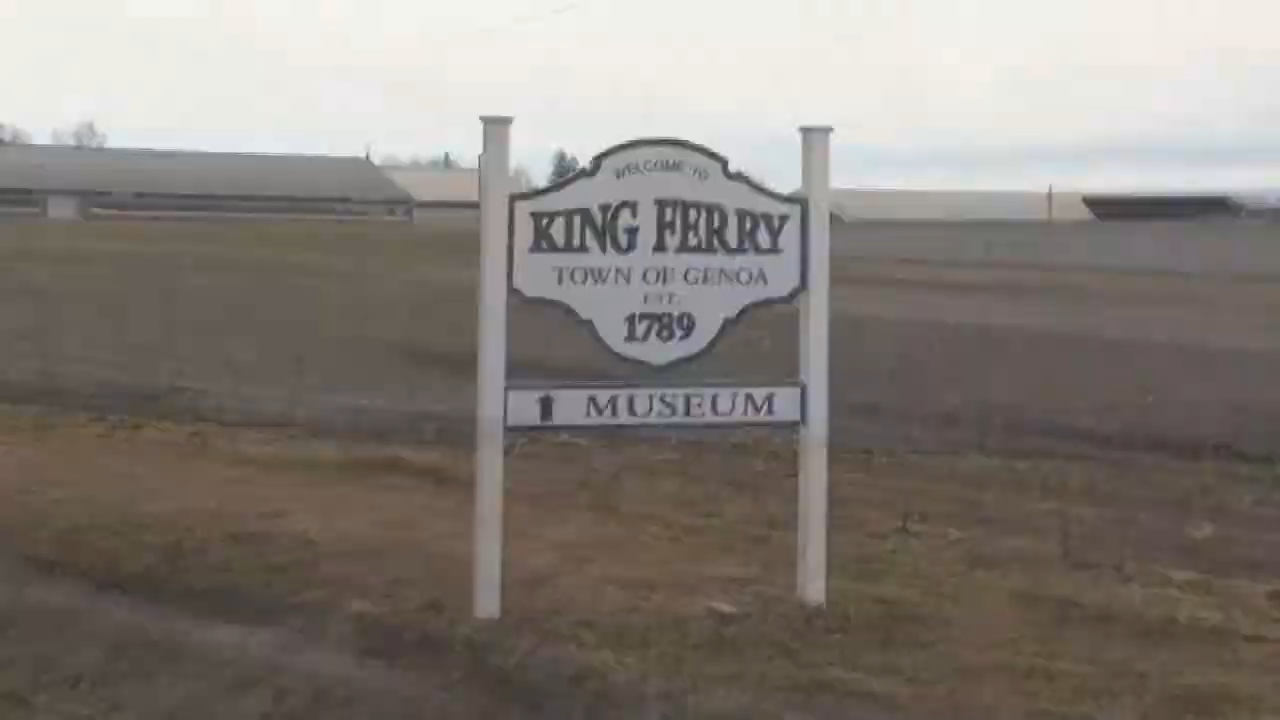 WELCOME TO
KING FERRY
TOWN OF GENOA
EST.
1789
MUSEUM